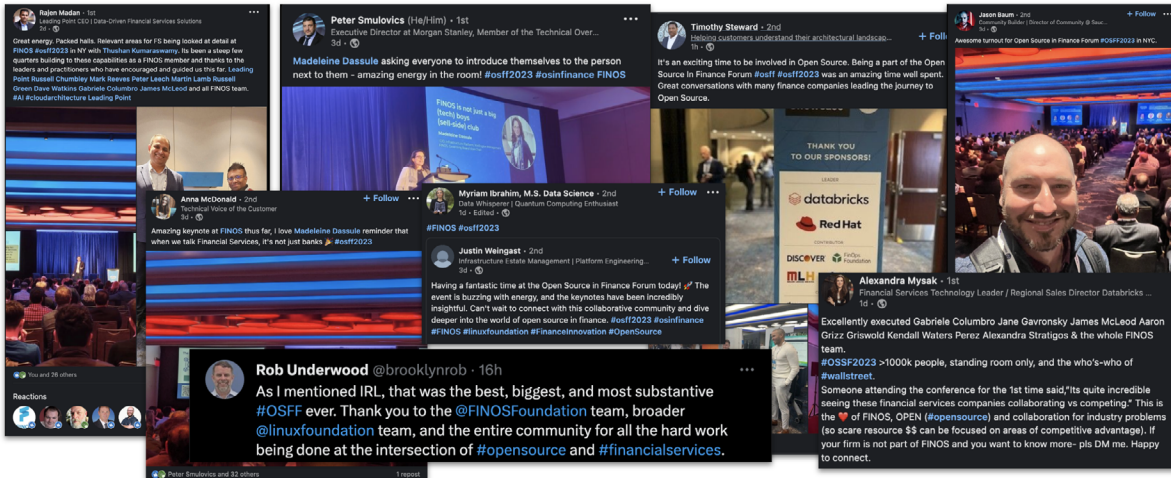 Rajen Madan · 1st
Leading Point CEO | Data-Driven Financial Services Solutions
2d ·
Great energy. Packed halls. Relevant areas for FS being looked at detail at
FINOS #osff2023 in NY with Thushan Kumaraswamy. Its been a steep few
quarters building to these capabilities as a FINOS member and thanks to the
leaders and practitioners who have encouraged and guided us thus far. Leading
Point Russell Chumbley Mark Reeves Peter Leech Martin Lamb Russell
Green Dave Watkins Gabriele Columbro James McLeod and all FINOS team.
#AI #cloudarchitecture Leading Point
You and 26 others
Reactions
Peter Smulovics (He/Him) · 1st
Executive Director at Morgan Stanley, Member of the Technical Over...
3d ·
Madeleine Dassule asking everyone to introduce themselves to the person
next to them - amazing energy in the room! #osff2023 #osinfinance FINOS
FINOS is not just a big
(tech) boys
(sell-side) club
Timothy Steward · 2nd
Helping customers understand their architectural landscap...
1h ·
+ Foll
It's an exciting time to be involved in Open Source. Being a part of the Open
Source In Finance Forum #osff #osff2023 was an amazing time well spent.
Great conversations with many finance companies leading the journey to
Open Source.
SHOWCASE
THANK YOU
TO OUR SPONSORS!
LEADER
databricks
Red Hat
CONTRIBUTOR
DISCOVER
FinOps
Foundation
MLH
Jason Baum · 2nd
Community Builder | Director of Community @ Sauc...
3d ·
+ Follow
Awesome turnout for Open Source in Finance Forum #OSFF2023 in NYC.
Anna McDonald · 2nd
Technical Voice of the Customer
3d ·
+ Follow
Amazing keynote at FINOS thus far, I love Madeleine Dassule reminder that
when we talk Financial Services, it's not just banks 🎉 #osff2023
Peter Smulovics and 32 others
1 repost
Myriam Ibrahim, M.S. Data Science · 2nd
Data Whisperer | Quantum Computing Enthusiast
1d · Edited ·
+ Follow
#FINOS #osff2023
Justin Weingast · 2nd
Infrastructure Estate Management | Platform Engineering...
3d ·
+ Follow
Having a fantastic time at the Open Source in Finance Forum today! 🚀 The
event is buzzing with energy, and the keynotes have been incredibly
insightful. Can't wait to connect with this collaborative community and dive
deeper into the world of open source in finance. #osff2023 #osinfinance
#FINOS #linuxfoundation #FinanceInnovation #OpenSource
Rob Underwood @brooklynrob · 16h
As I mentioned IRL, that was the best, biggest, and most substantive
#OSFF ever. Thank you to the @FINOSFoundation team, broader
@linuxfoundation team, and the entire community for all the hard work
being done at the intersection of #opensource and #financialservices.
Alexandra Mysak · 1st
Financial Services Technology Leader / Regional Sales Director Databricks ...
1d ·
Excellently executed Gabriele Columbro Jane Gavronsky James McLeod Aaron
Grizz Griswold Kendall Waters Perez Alexandra Stratigos & the whole FINOS
team.
#OSSF2023 >1000k people, standing room only, and the who's-who of
#wallstreet.
Someone attending the conference for the 1st time said,"Its quite incredible
seeing these financial services companies collaborating vs competing." This is
the ❤️ of FINOS, OPEN (#opensource) and collaboration for industry problems
(so scare resource $$ can be focused on areas of competitive advantage). If
your firm is not part of FINOS and you want to know more- pls DM me. Happy
to connect.